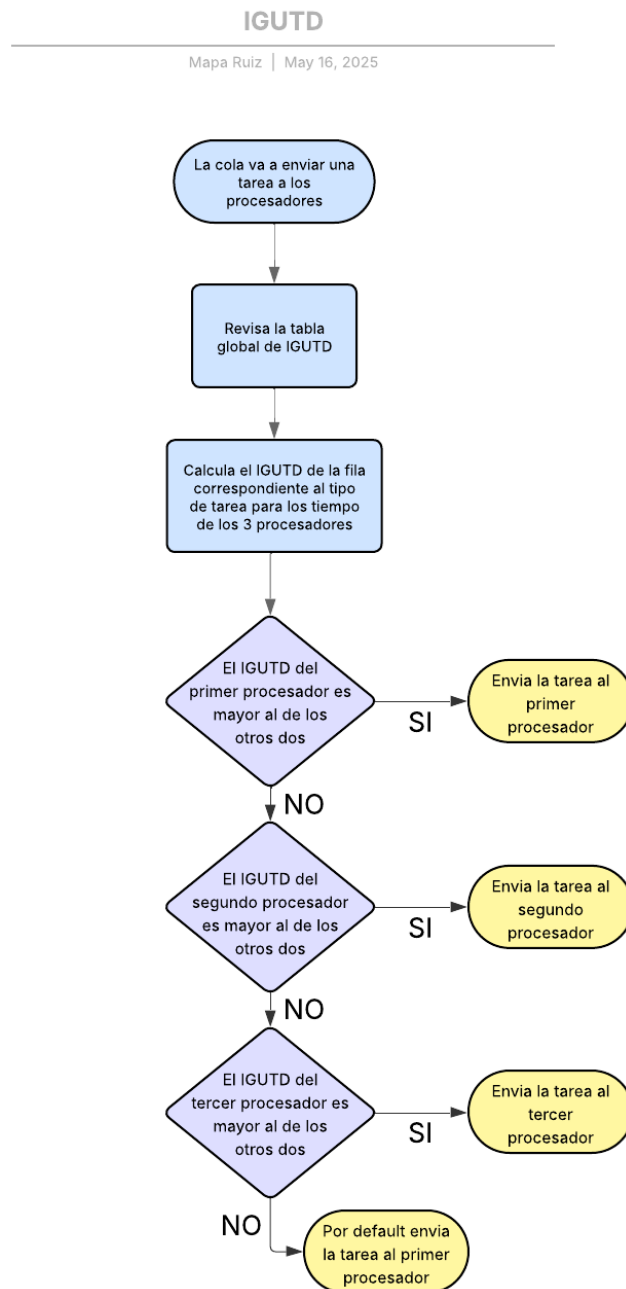 IGUTD
Mapa Ruiz | May 16, 2025
La cola va a enviar una
tarea a los
procesadores
Revisa la tabla
global de IGUTD
Calcula el IGUTD de la fila
correspondiente al tipo
de tarea para los tiempo
de los 3 procesadores
El IGUTD del
primer procesador es
mayor al de los
otros dos
SI
Envia la tarea al
primer
procesador
NO
El IGUTD del
segundo procesador
es mayor al de los
otros dos
SI
Envia la tarea al
segundo
procesador
NO
El IGUTD del
tercer procesador es
mayor al de los
otros dos
SI
Envia la tarea al
tercer
procesador
NO
Por default envia
la tarea al primer
procesador